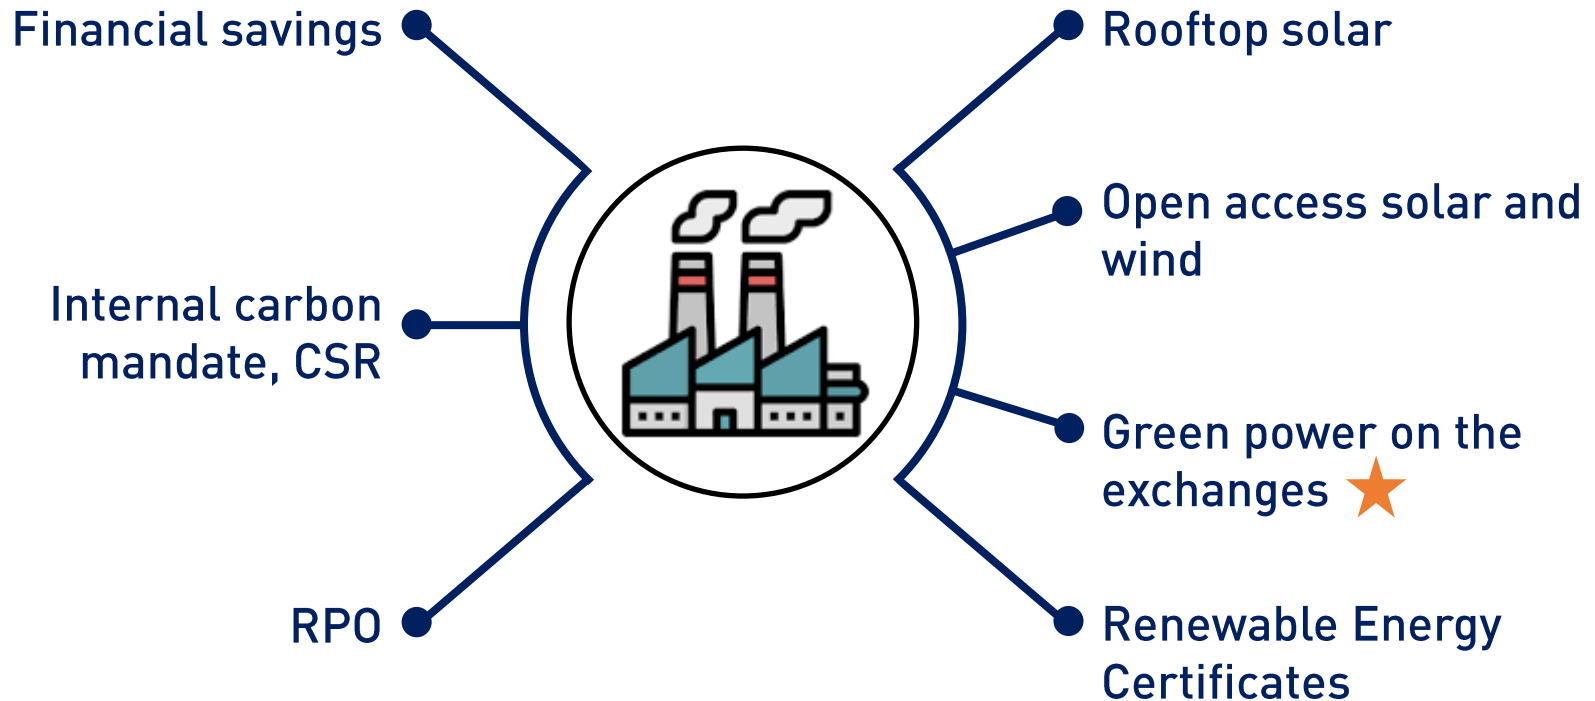 Financial savings
Internal carbon
mandate, CSR
RPO
Rooftop solar
Open access solar and
wind
Green power on the
exchanges
Renewable Energy
Certificates